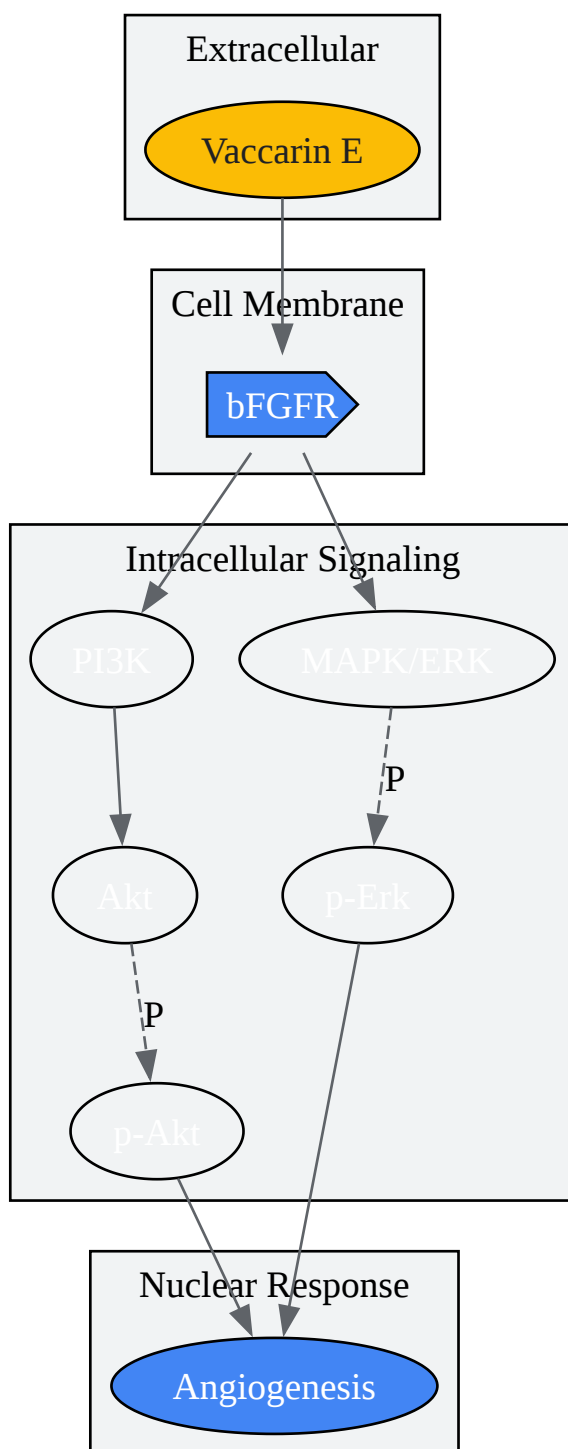 Extracellular
Vaccarin E
Cell Membrane
bFGFR
Intracellular Signaling
PI3K
MAPK/ERK
P
Akt
p-Erk
P
p-Akt
Nuclear Response
Angiogenesis